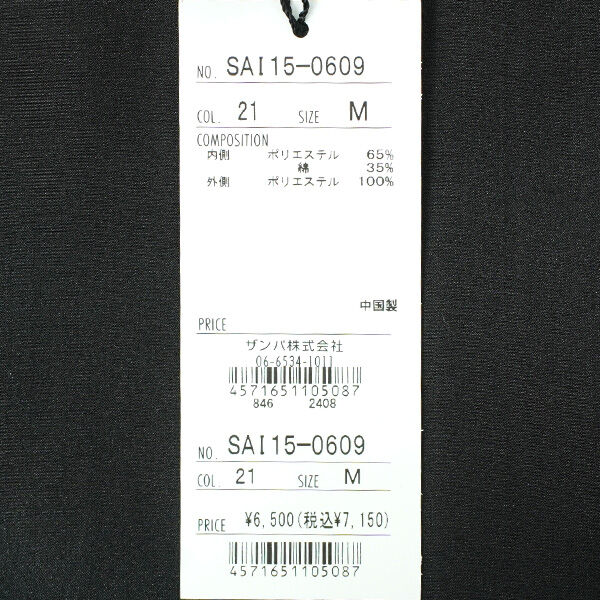 NO. SAI15-0609
COL. 21 SIZE M
COMPOSITION
内側 ポリエステル 65%
綿 35%
外側 ポリエステル 100%
中国製
PRICE
ザンパ株式会社
06-6534-1011
4571651105087
846 2408
NO. SAI15-0609
COL. 21 SIZE M
PRICE ¥6,500(税込¥7,150)
4571651105087